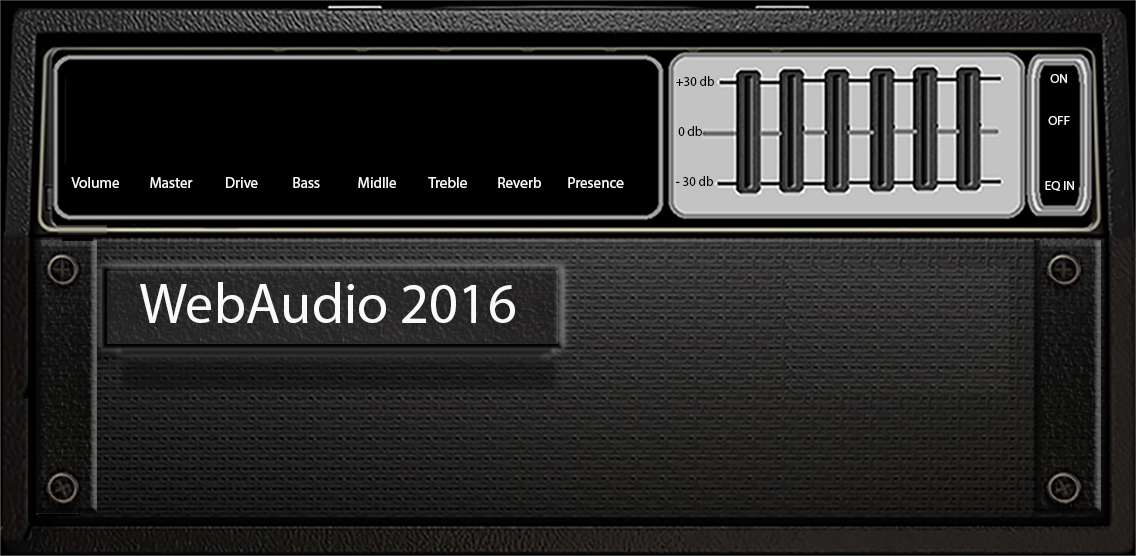 +30 db
ON
OFF
0 db
Volume Master Drive Bass Midlle Treble Reverb Presence
- 30 db
EQ IN
WebAudio 2016